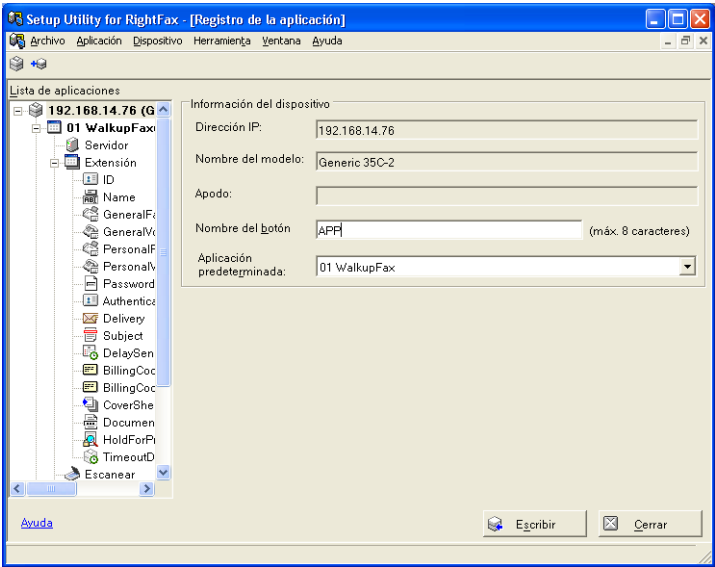 Setup Utility for RightFax - [Registro de la aplicación]
Archivo Aplicación Dispositivo Herramienta Ventana Ayuda
Lista de aplicaciones
192.168.14.76 (G
01 WalkupFax
Servidor
Extensión
ID
Name
GeneralFa
GeneralVo
PersonalF
PersonalV
Password
Authentica
Delivery
Subject
DelaySen
BillingCoc
BillingCoc
CoverShe
Documen
HoldForPr
TimeoutD
Escanear
Información del dispositivo
Dirección IP: 192.168.14.76
Nombre del modelo: Generic 35C-2
Apodo:
Nombre del botón APP (máx. 8 caracteres)
Aplicación
predeterminada: 01 WalkupFax
Ayuda Escribir Cerrar